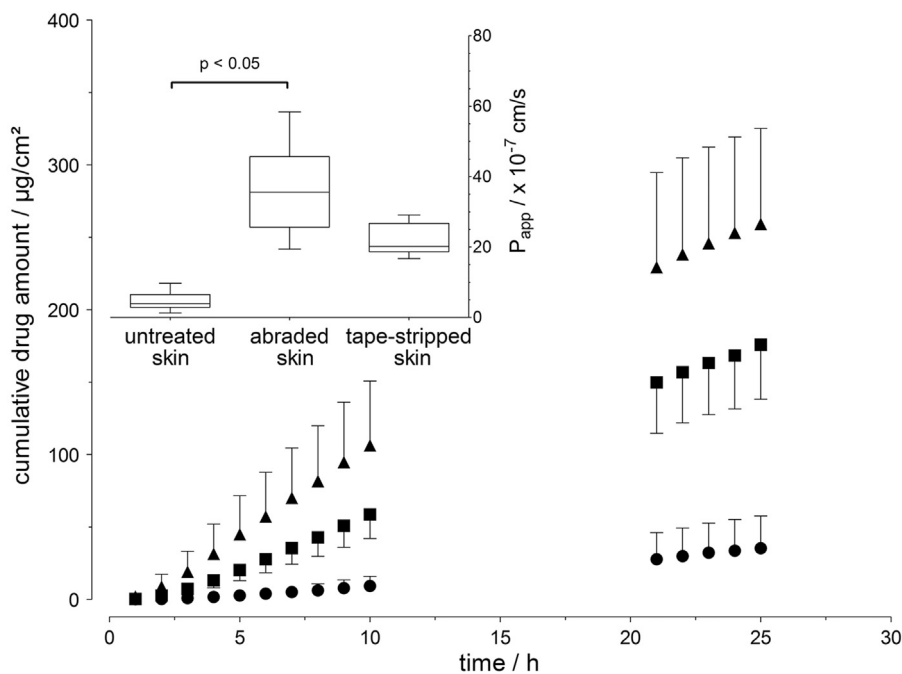 400
300
200
100
0
cumulative drug amount / µg/cm²
0
5
10
15
20
25
30
time / h
p < 0.05
80
60
40
20
0
P_app / x 10⁻⁷ cm/s
untreated
skin
abraded
skin
tape-stripped
skin